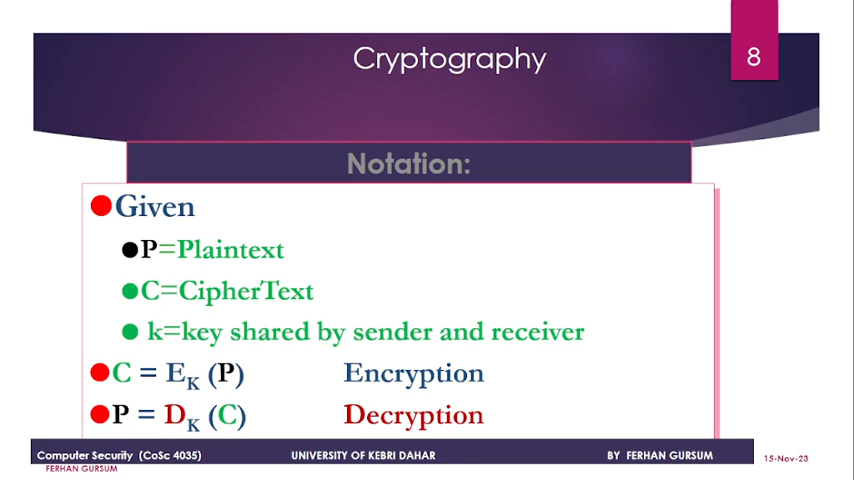 Cryptography
8
Notation:
Given
P=Plaintext
C=CipherText
k=key shared by sender and receiver
C = EK (P) Encryption
P = DK (C) Decryption
Computer Security (CoSc 4035) UNIVERSITY OF KEBRI DAHAR BY FERHAN GURSUM
15-Nov-23
FERHAN GURSUM